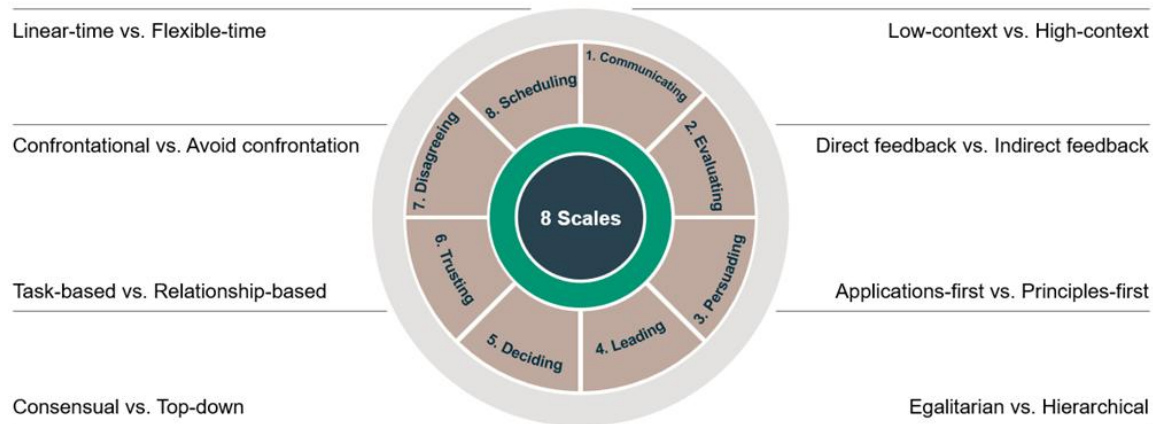 Linear-time vs. Flexible-time
Low-context vs. High-context
Confrontational vs. Avoid confrontation
Direct feedback vs. Indirect feedback
Task-based vs. Relationship-based
Applications-first vs. Principles-first
Consensual vs. Top-down
Egalitarian vs. Hierarchical
1. Communicating
2. Evaluating
3. Persuading
4. Leading
5. Deciding
6. Trusting
7. Disagreeing
8. Scheduling
8 Scales